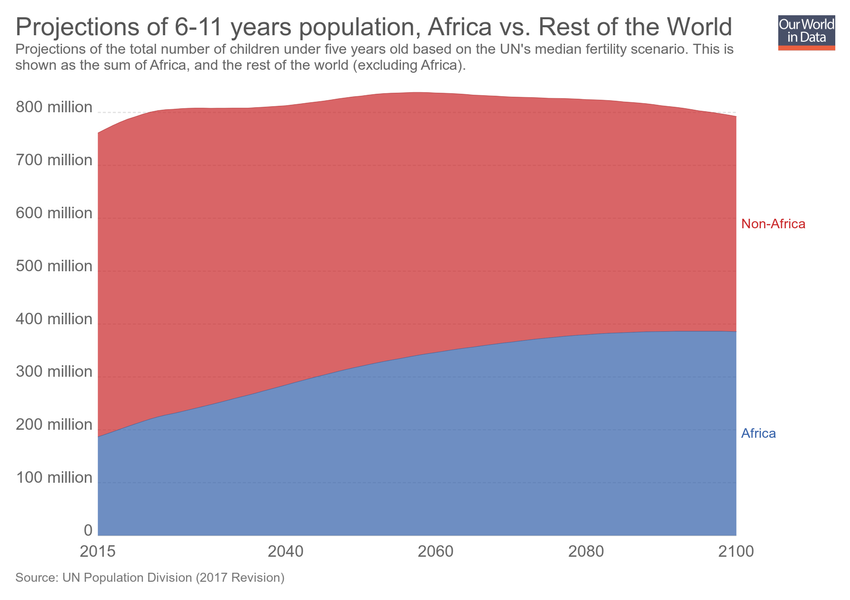 Projections of 6-11 years population, Africa vs. Rest of the World
Our World
in Data
Projections of the total number of children under five years old based on the UN's median fertility scenario. This is
shown as the sum of Africa, and the rest of the world (excluding Africa).
800 million
700 million
600 million
500 million
400 million
300 million
200 million
100 million
0
Non-Africa
Africa
2015
2040
2060
2080
2100
Source: UN Population Division (2017 Revision)